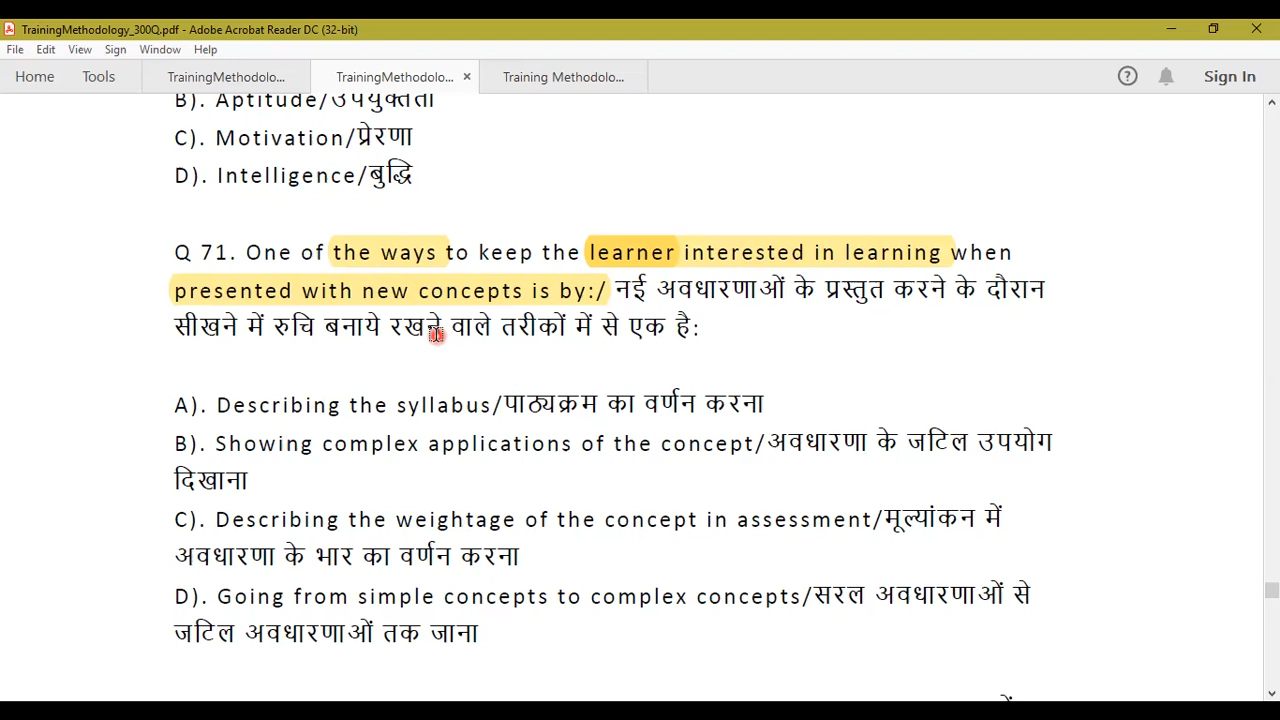 TrainingMethodology_300Q.pdf - Adobe Acrobat Reader DC (32-bit)
File Edit View Sign Window Help
Home Tools TrainingMethodolo... TrainingMethodolo... × Training Methodolo... Sign In
B). Aptitude/उपयुक्तता
C). Motivation/प्रेरणा
D). Intelligence/बुद्धि
Q 71. One of the ways to keep the learner interested in learning when
presented with new concepts is by:/ नई अवधारणाओं के प्रस्तुत करने के दौरान
सीखने में रुचि बनाये रखने वाले तरीकों में से एक है:
A). Describing the syllabus/पाठ्यक्रम का वर्णन करना
B). Showing complex applications of the concept/अवधारणा के जटिल उपयोग
दिखाना
C). Describing the weightage of the concept in assessment/मूल्यांकन में
अवधारणा के भार का वर्णन करना
D). Going from simple concepts to complex concepts/सरल अवधारणाओं से
जटिल अवधारणाओं तक जाना